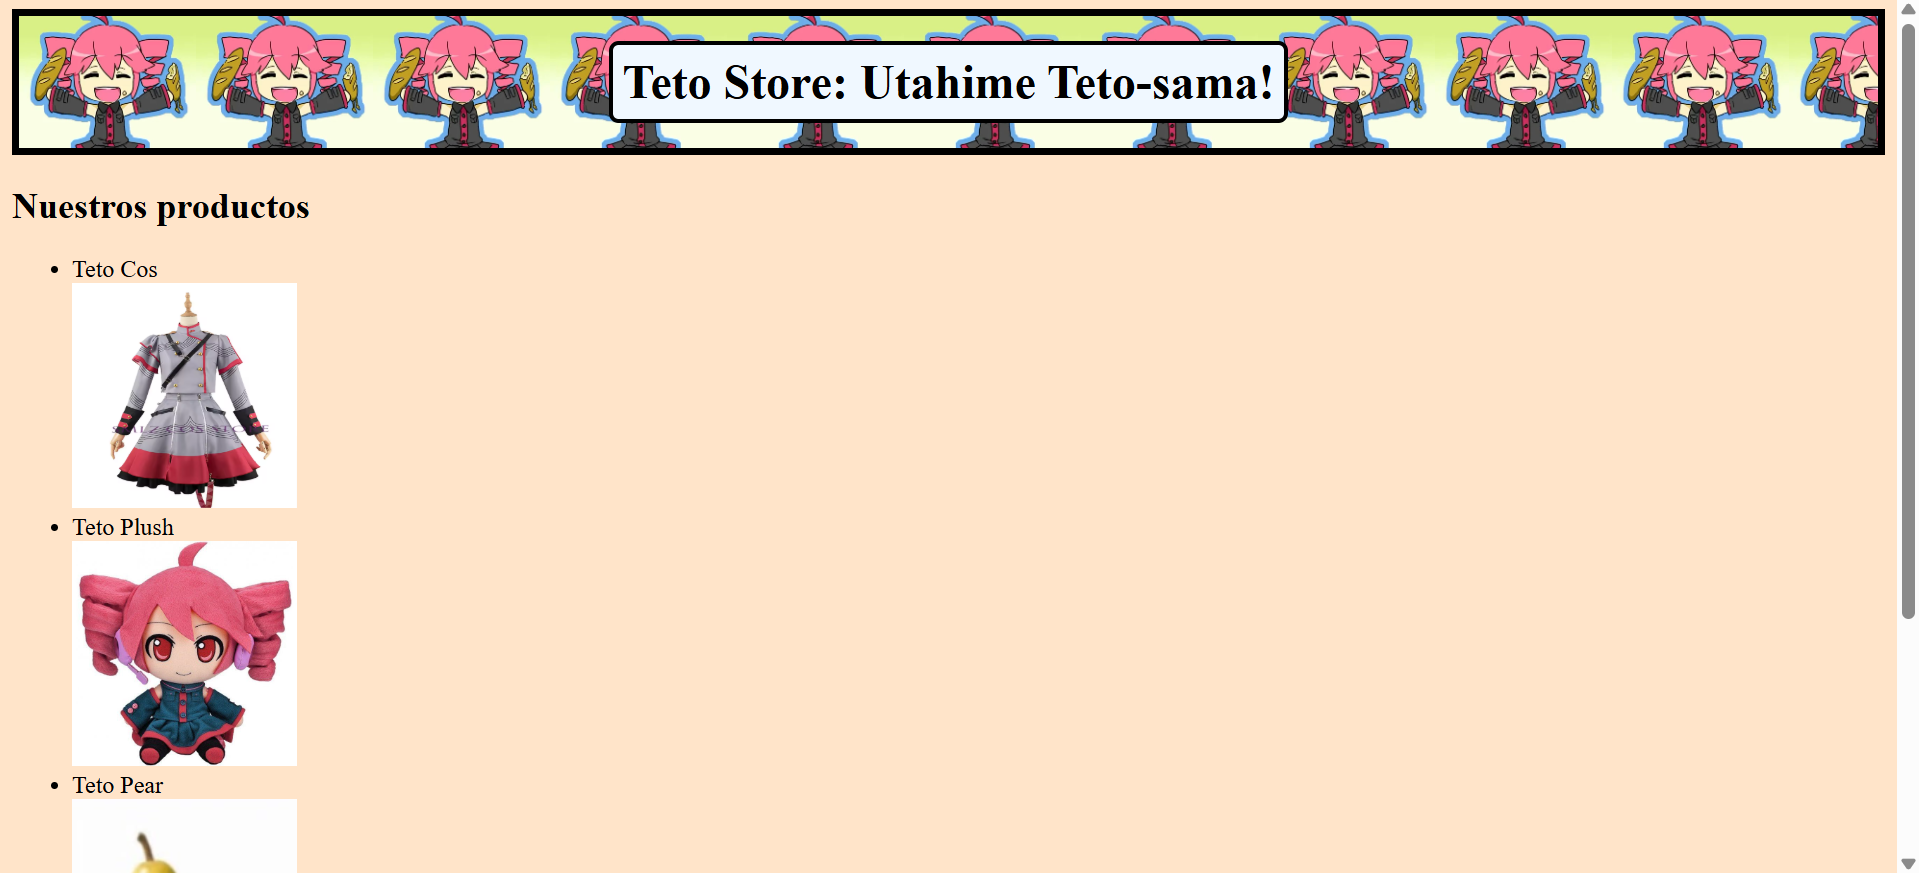 Teto Store: Utahime Teto-sama!
Nuestros productos
Teto Cos
Teto Plush
Teto Pear